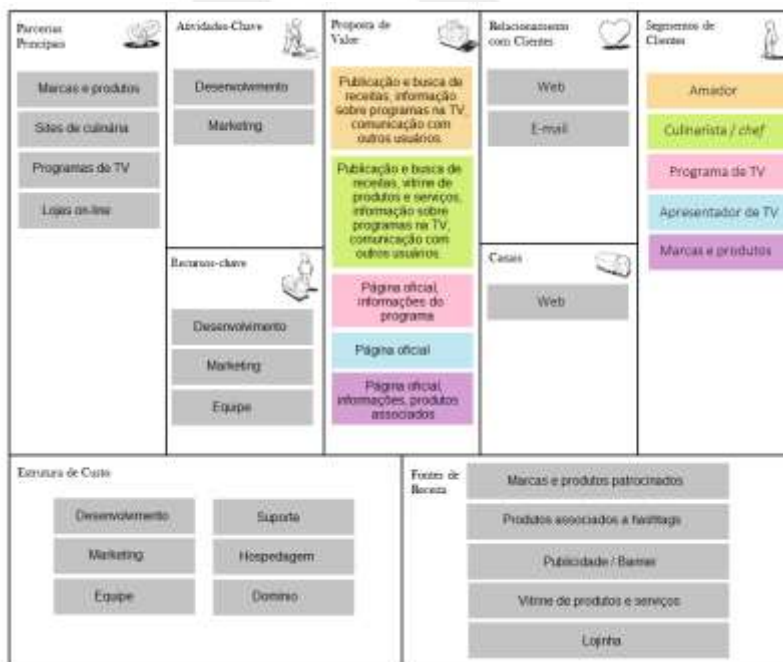 Parcerias
Principais
Marcas e produtos
Sites de culinária
Programas de TV
Lojas on-line
Atividades-Chave
Desenvolvimento
Marketing
Recursos-chave
Desenvolvimento
Marketing
Equipe
Proposta de
Valor
Publicação e busca de
receitas, informação
sobre programas na TV,
comunicação com
outros usuários.
Publicação e busca de
receitas, vitrine de
produtos e serviços,
informação sobre
programas na TV,
comunicação com
outros usuários.
Página oficial,
informações do
programa
Página oficial
Página oficial,
informações, produtos
associados
Relacionamento
com Clientes
Web
E-mail
Canais
Web
Segmentos de
Clientes
Amador
Culinarista / chef
Programa de TV
Apresentador de TV
Marcas e produtos
Estrutura de Custo
Desenvolvimento
Marketing
Equipe
Suporte
Hospedagem
Domínio
Fontes de
Receita
Marcas e produtos patrocinados
Produtos associados a hashtags
Publicidade / Banner
Vitrine de produtos e serviços
Lojinha